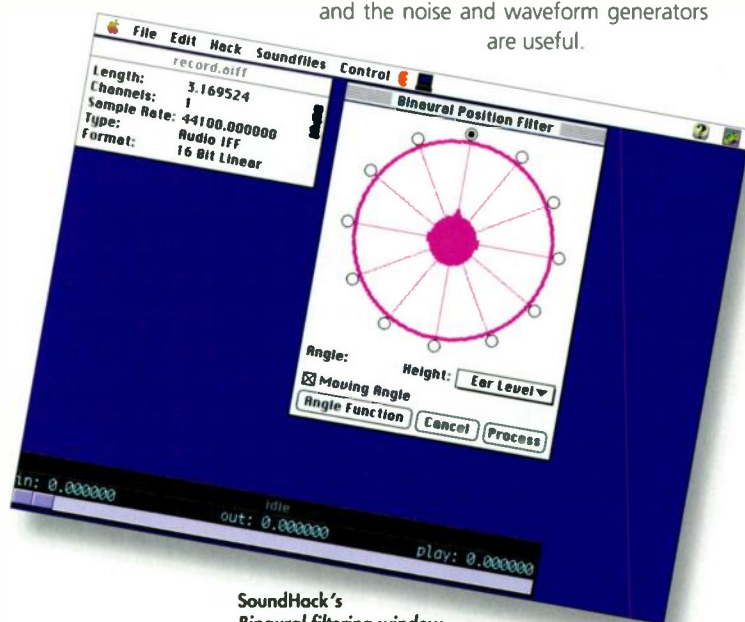 and the noise and waveform generators
are useful.
File Edit Hack Soundfiles Control
record.aiff
Length: 3.169524
Channels: 1
Sample Rate: 44100.000000
Type: Audio IFF
Format: 16 Bit Linear
Binaural Position Filter
Angle:
Height: Ear Level
Moving Angle
Angle Function Cancel Process
in: 0.000000
idle
out: 0.000000
play: 0.000000
SoundHack's
Binaural filtering window